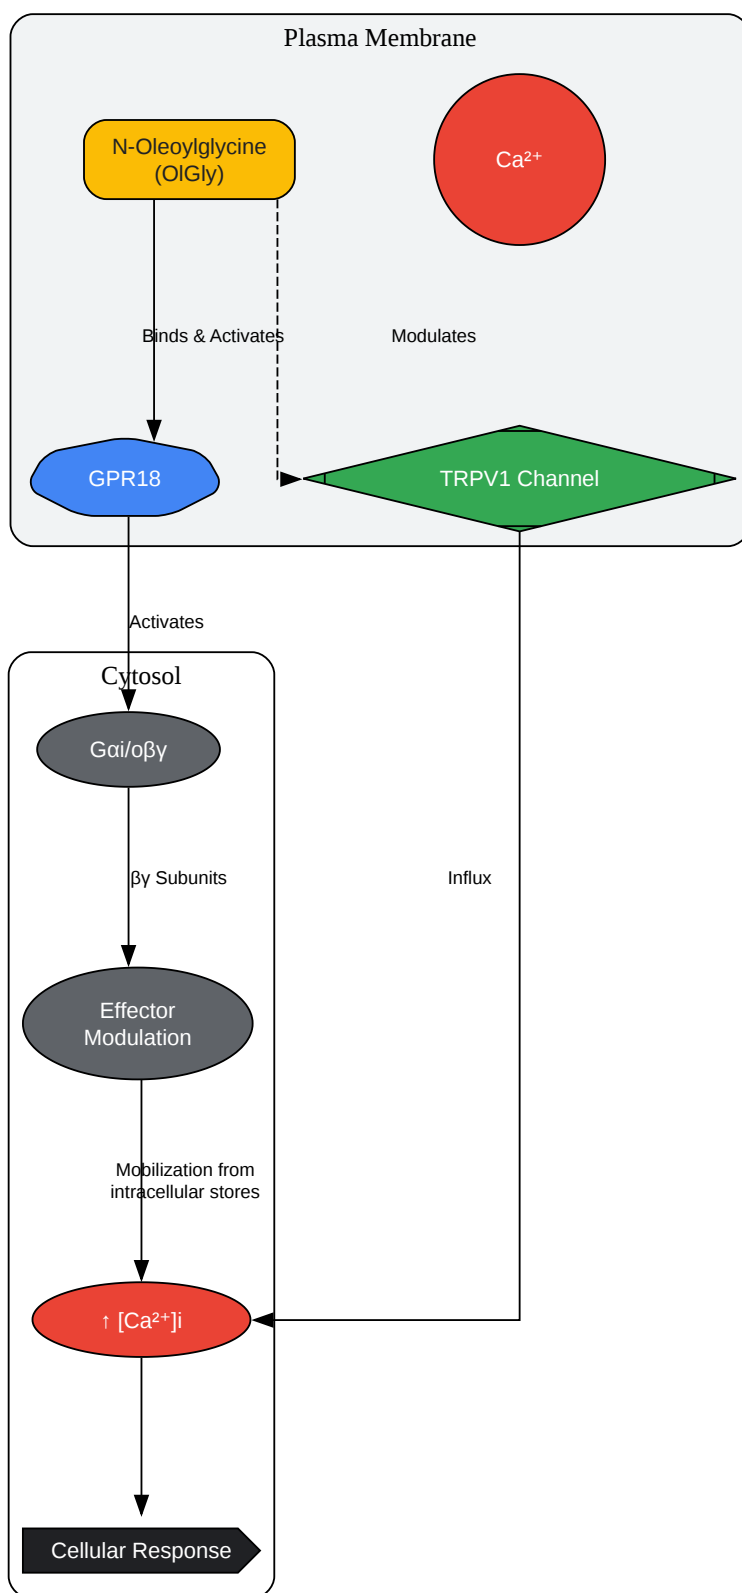 Plasma Membrane
N-Oleoylglycine
(OlGly)
Ca²⁺
Binds & Activates
Modulates
GPR18
TRPV1 Channel
Activates
Cytosol
Gαi/oβγ
βγ Subunits
Influx
Effector
Modulation
Mobilization from
intracellular stores
↑ [Ca²⁺]i
Cellular Response